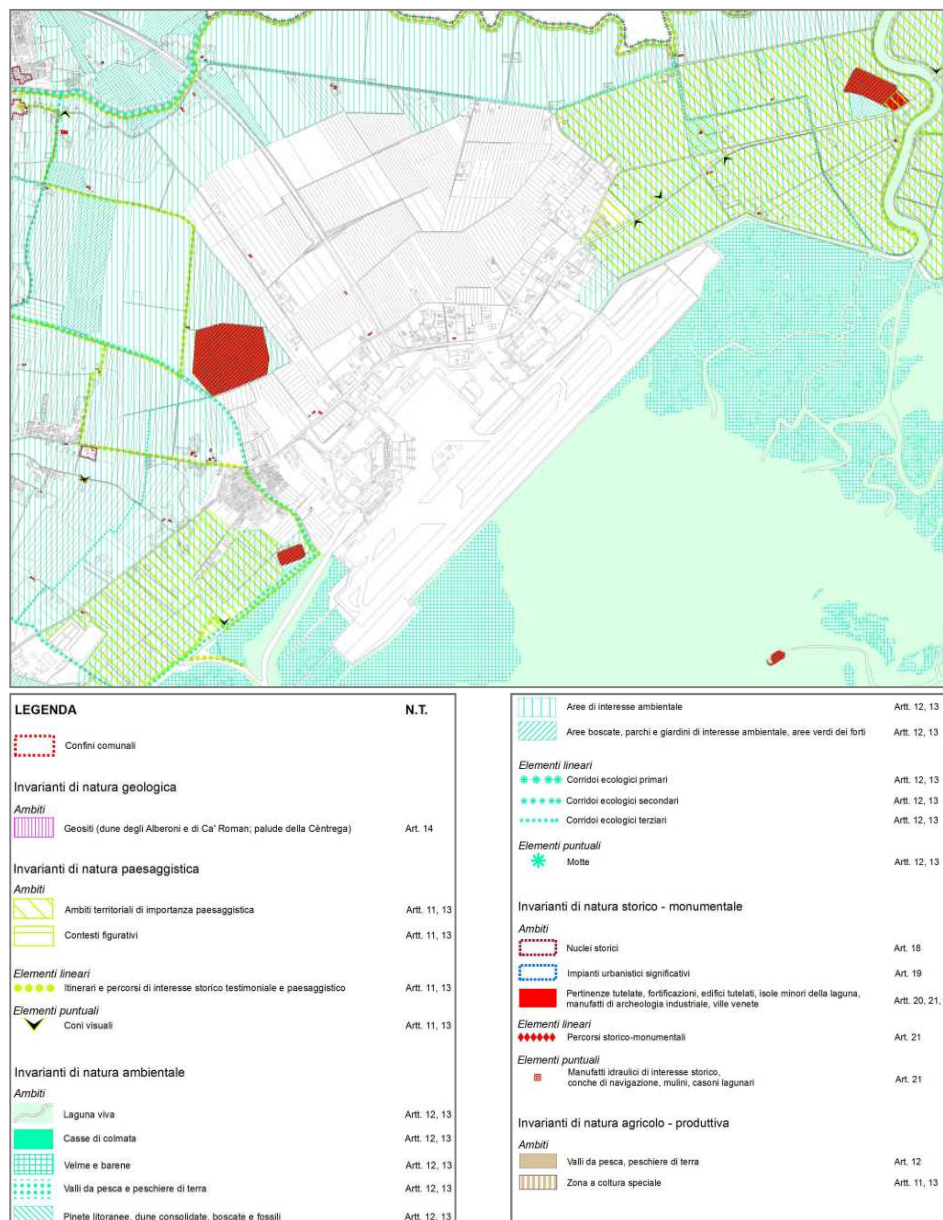 LEGENDA N.T.
Confini comunali
Invarianti di natura geologica
Ambiti
Geositi (dune degli Alberoni e di Ca' Roman; palude della Cèntrega) Art. 14
Invarianti di natura paesaggistica
Ambiti
Ambiti territoriali di importanza paesaggistica Artt. 11, 13
Contesti figurativi Artt. 11, 13
Elementi lineari
Itinerari e percorsi di interesse storico testimoniale e paesaggistico Artt. 11, 13
Elementi puntuali
Coni visuali Artt. 11, 13
Invarianti di natura ambientale
Ambiti
Laguna viva Artt. 12, 13
Casse di colmata Artt. 12, 13
Velme e barene Artt. 12, 13
Valli da pesca e peschiere di terra Artt. 12, 13
Pinete litoranee, dune consolidate, boscate e fossili Artt. 12, 13
Aree di interesse ambientale Artt. 12, 13
Aree boscate, parchi e giardini di interesse ambientale, aree verdi dei forti Artt. 12, 13
Elementi lineari
Corridoi ecologici primari Artt. 12, 13
Corridoi ecologici secondari Artt. 12, 13
Corridoi ecologici terziari Artt. 12, 13
Elementi puntuali
Motte Artt. 12, 13
Invarianti di natura storico - monumentale
Ambiti
Nuclei storici Art. 18
Impianti urbanistici significativi Art. 19
Pertinenze tutelate, fortificazioni, edifici tutelati, isole minori della laguna,
manufatti di archeologia industriale, ville venete Artt. 20, 21,
Elementi lineari
Percorsi storico-monumentali Art. 21
Elementi puntuali
Manufatti idraulici di interesse storico,
conche di navigazione, mulini, casoni lagunari Art. 21
Invarianti di natura agricolo - produttiva
Ambiti
Valli da pesca, peschiere di terra Art. 12
Zona a coltura speciale Artt. 11, 13